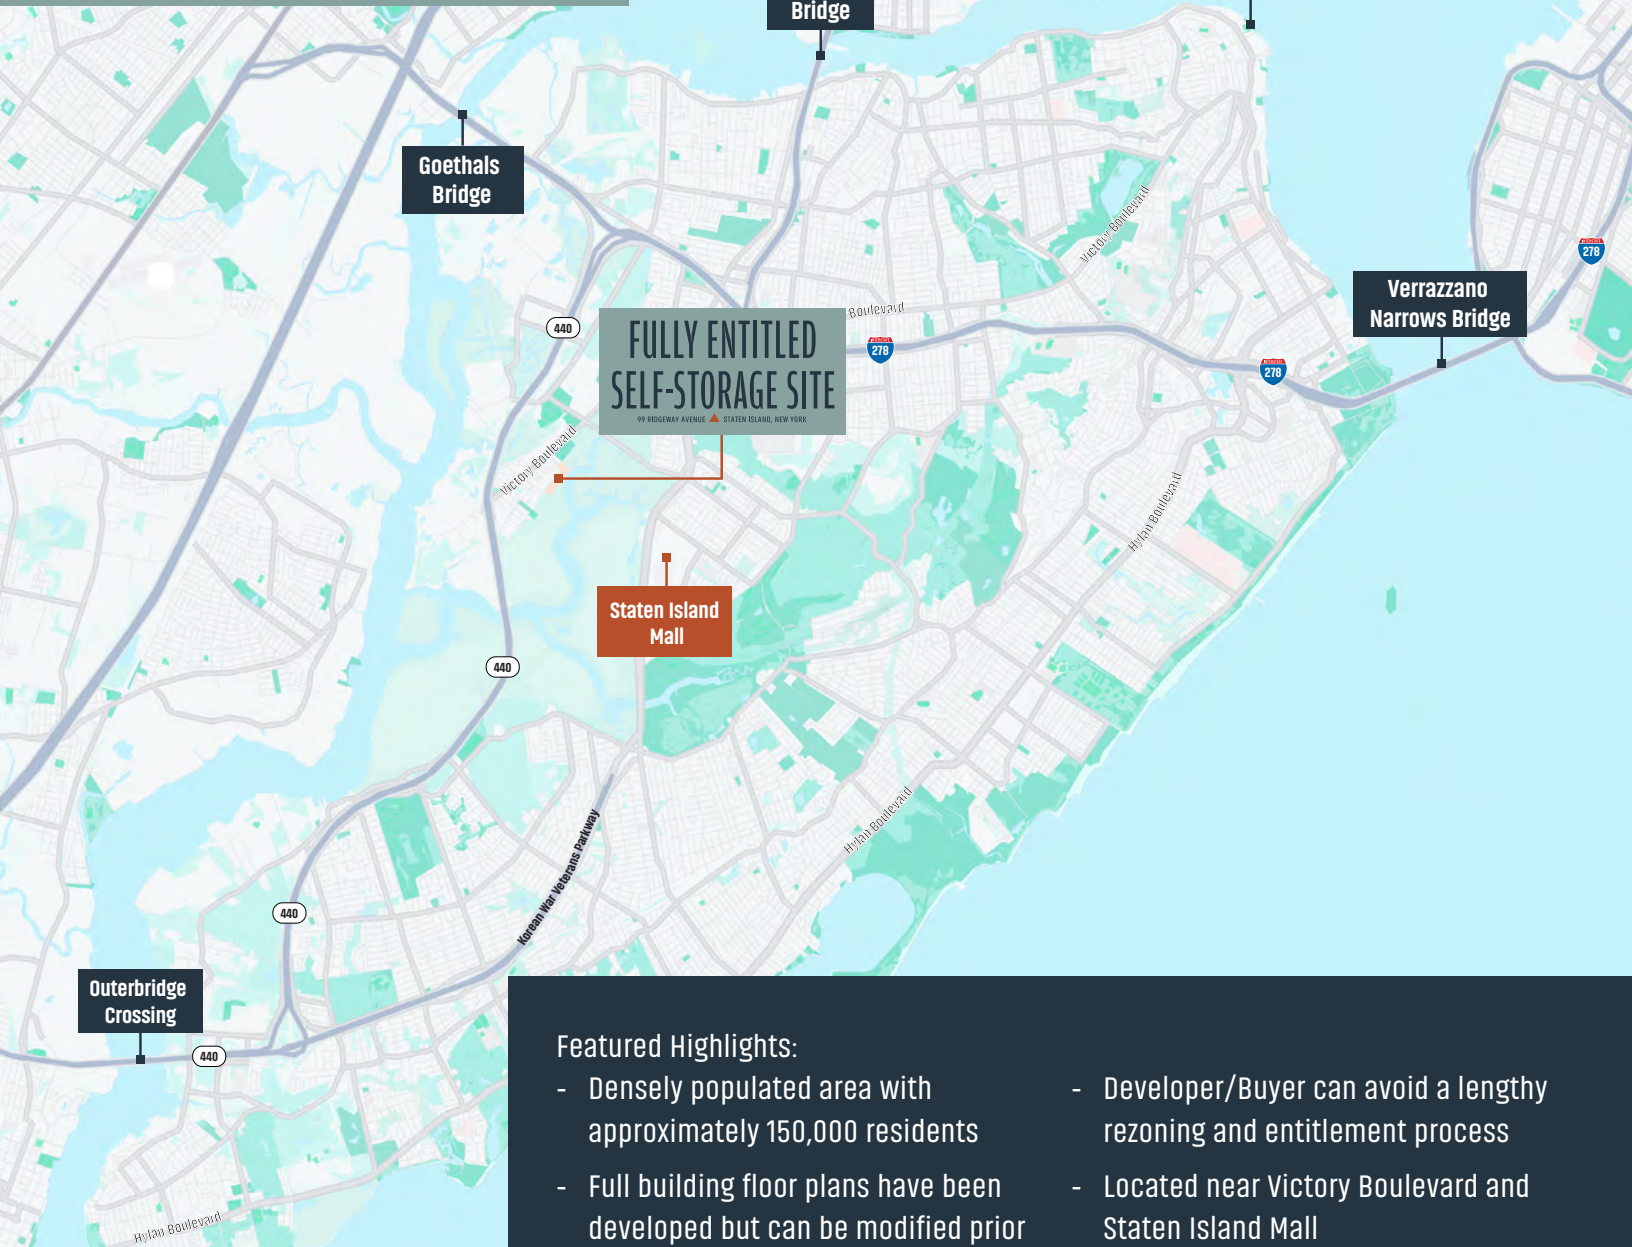 Bridge
Goethals
Bridge
Victory Boulevard
278
Verrazzano
Narrows Bridge
440
Boulevard
FULLY ENTITLED
SELF-STORAGE SITE
99 RIDGEWAY AVENUE STATEN ISLAND, NEW YORK
278
278
Victory Boulevard
Hylan Boulevard
Staten Island
Mall
440
Hylan Boulevard
Korean War Veterans Parkway
440
Outerbridge
Crossing
440
Hylan Boulevard
Featured Highlights:
- Densely populated area with
approximately 150,000 residents
- Full building floor plans have been
developed but can be modified prior
- Developer/Buyer can avoid a lengthy
rezoning and entitlement process
- Located near Victory Boulevard and
Staten Island Mall